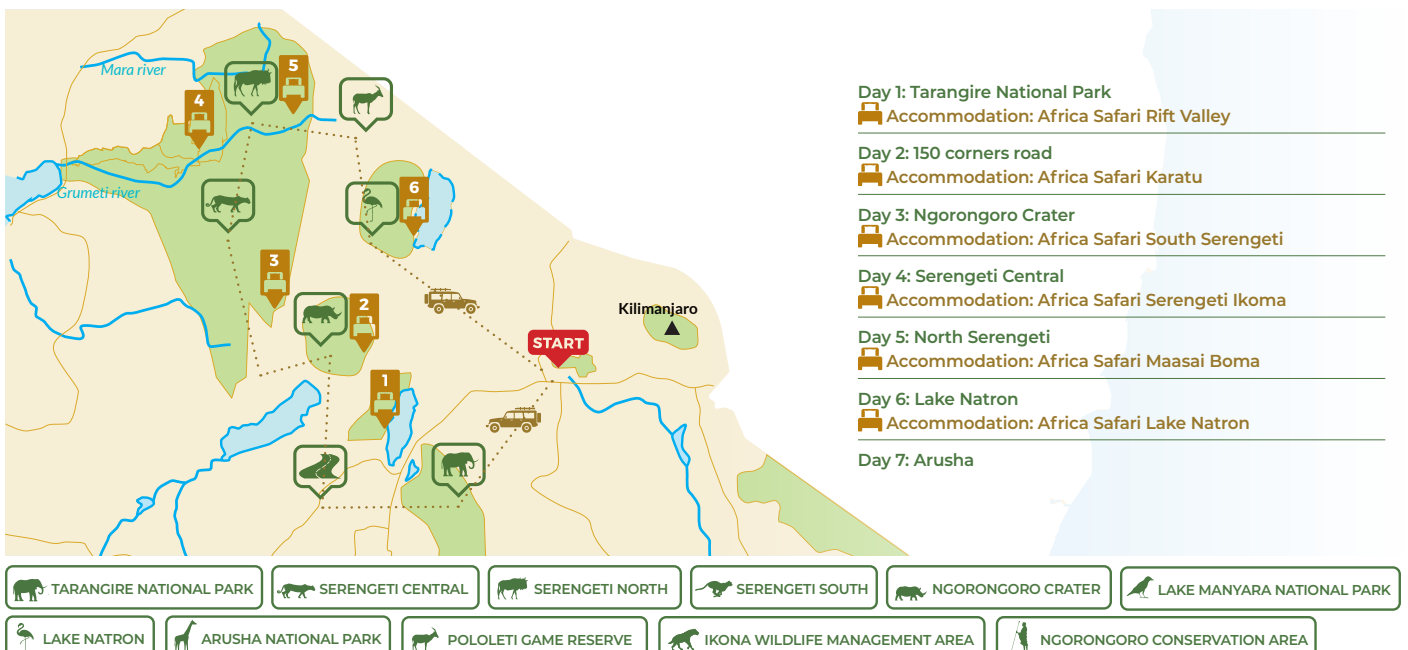 Mara river
5
4
Grumeti river
6
3
2
Kilimanjaro
START
1
Day 1: Tarangire National Park
Accommodation: Africa Safari Rift Valley
Day 2: 150 corners road
Accommodation: Africa Safari Karatu
Day 3: Ngorongoro Crater
Accommodation: Africa Safari South Serengeti
Day 4: Serengeti Central
Accommodation: Africa Safari Serengeti Ikoma
Day 5: North Serengeti
Accommodation: Africa Safari Maasai Boma
Day 6: Lake Natron
Accommodation: Africa Safari Lake Natron
Day 7: Arusha
TARANGIRE NATIONAL PARK
SERENGETI CENTRAL
SERENGETI NORTH
SERENGETI SOUTH
NGORONGORO CRATER
LAKE MANYARA NATIONAL PARK
LAKE NATRON
ARUSHA NATIONAL PARK
POLOLETI GAME RESERVE
IKONA WILDLIFE MANAGEMENT AREA
NGORONGORO CONSERVATION AREA